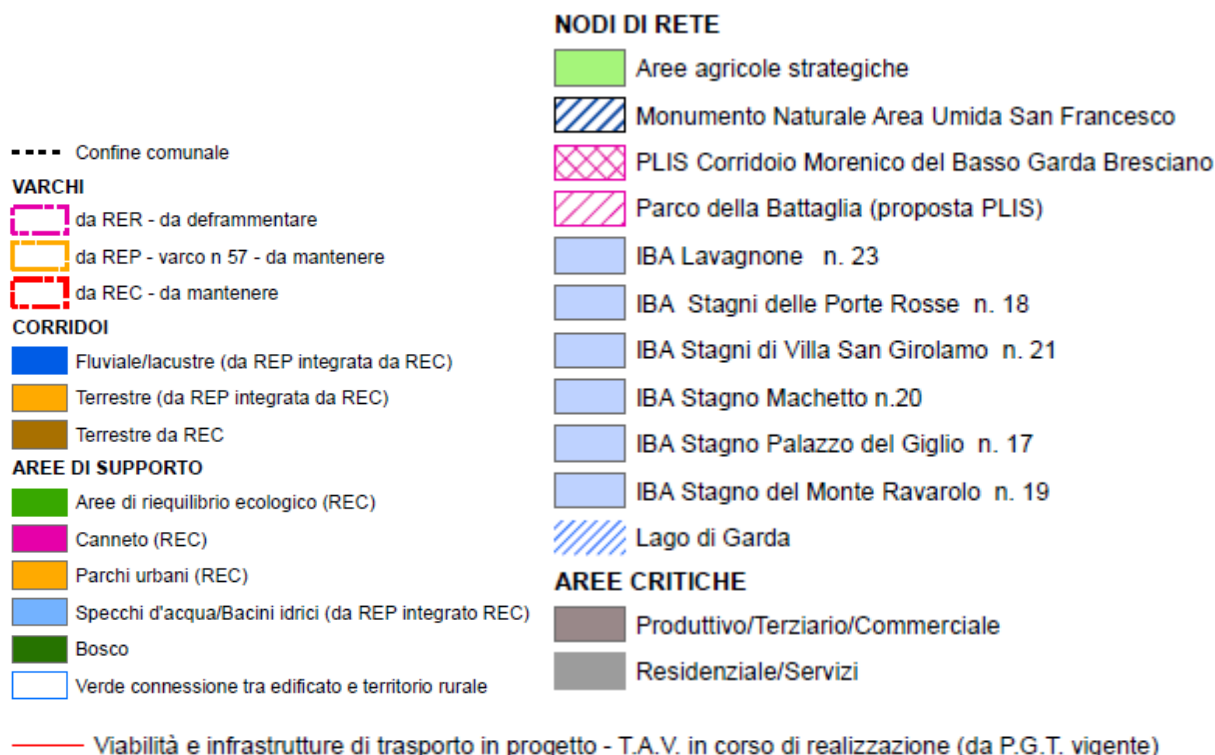 Confine comunale
VARCHI
da RER - da deframmentare
da REP - varco n 57 - da mantenere
da REC - da mantenere
CORRIDOI
Fluviale/lacustre (da REP integrata da REC)
Terrestre (da REP integrata da REC)
Terrestre da REC
AREE DI SUPPORTO
Aree di riequilibrio ecologico (REC)
Canneto (REC)
Parchi urbani (REC)
Specchi d'acqua/Bacini idrici (da REP integrato REC)
Bosco
Verde connessione tra edificato e territorio rurale
NODI DI RETE
Aree agricole strategiche
Monumento Naturale Area Umida San Francesco
PLIS Corridoio Morenico del Basso Garda Bresciano
Parco della Battaglia (proposta PLIS)
IBA Lavagnone n. 23
IBA Stagni delle Porte Rosse n. 18
IBA Stagni di Villa San Girolamo n. 21
IBA Stagno Machetto n.20
IBA Stagno Palazzo del Giglio n. 17
IBA Stagno del Monte Ravarolo n. 19
Lago di Garda
AREE CRITICHE
Produttivo/Terziario/Commerciale
Residenziale/Servizi
Viabilità e infrastrutture di trasporto in progetto - T.A.V. in corso di realizzazione (da P.G.T. vigente)